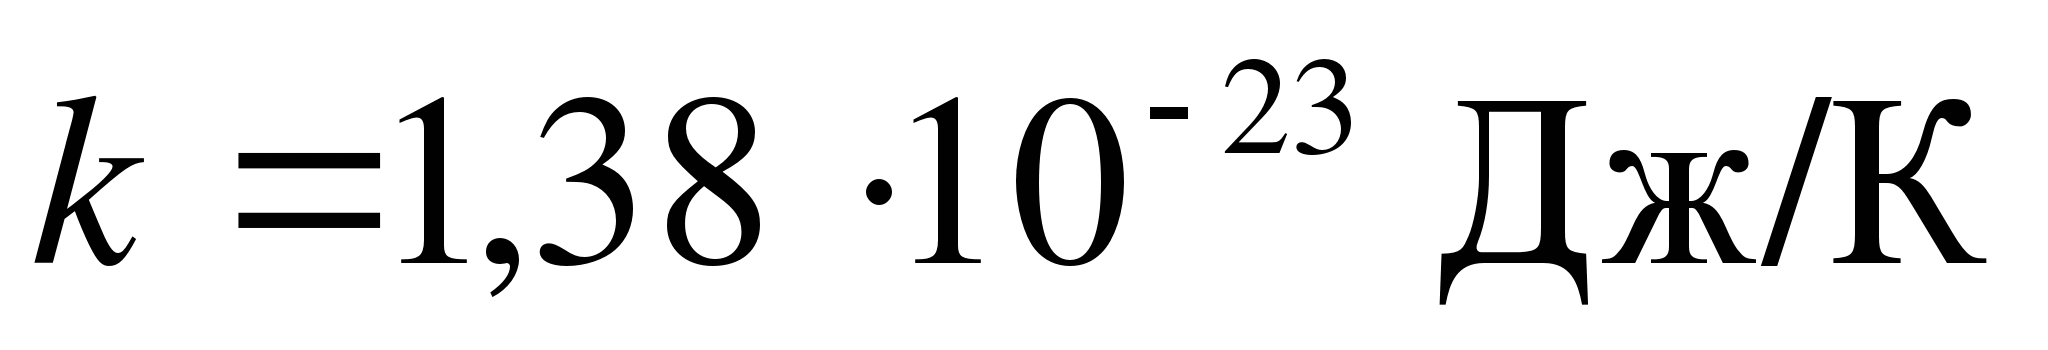 k = 1,38 · 10⁻²³ Дж/К